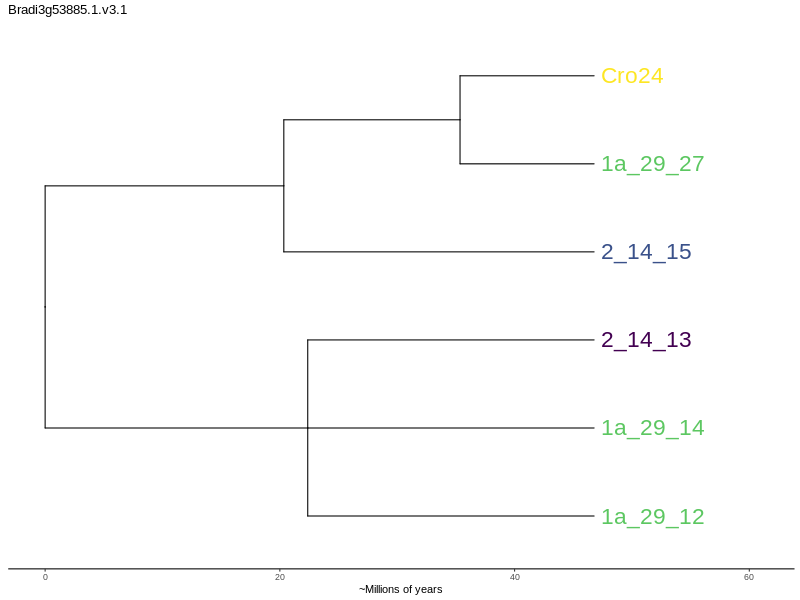 Bradi3g53885.1.v3.1
Cro24
1a_29_27
2_14_15
2_14_13
1a_29_14
1a_29_12
0 20 40 60
~Millions of years